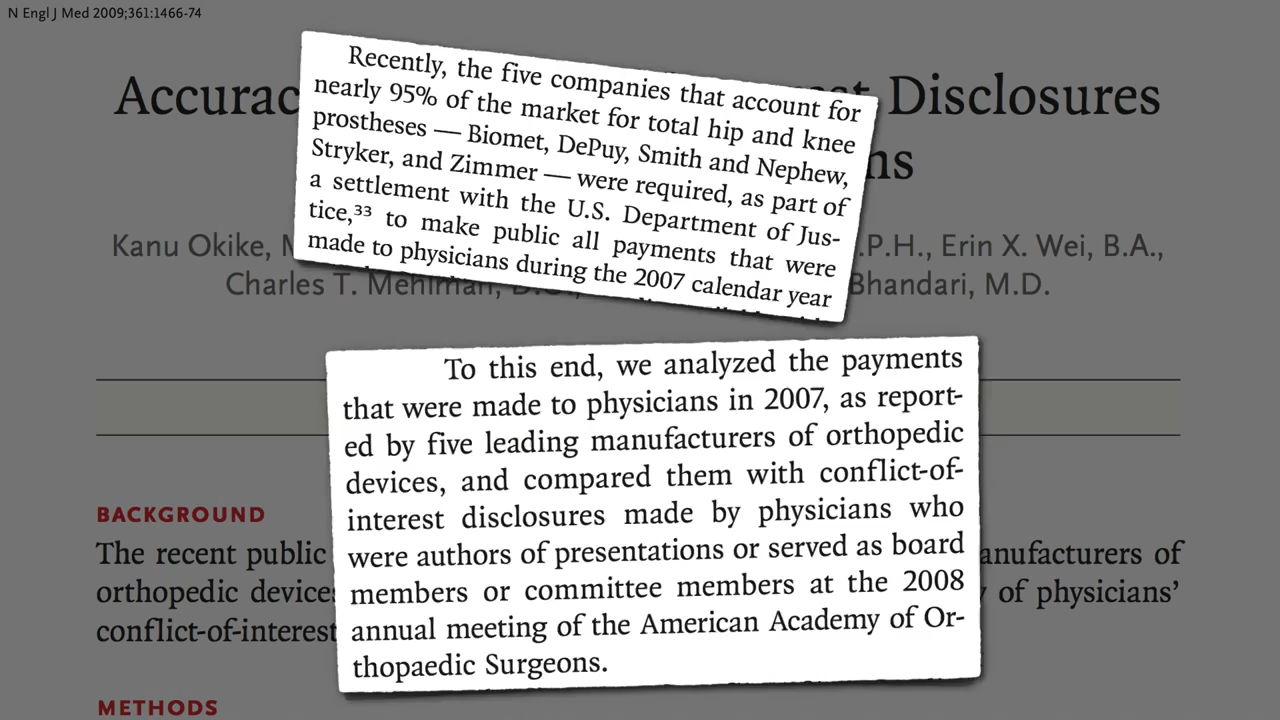 N Engl J Med 2009;361:1466-74
Accurac est Disclosures
ns
Kanu Okike, M .P.H., Erin X. Wei, B.A.,
Charles T. Mehlman, D.O., Bhandari, M.D.
Recently, the five companies that account for
nearly 95% of the market for total hip and knee
prostheses — Biomet, DePuy, Smith and Nephew,
Stryker, and Zimmer — were required, as part of
a settlement with the U.S. Department of Jus-
tice,³³ to make public all payments that were
made to physicians during the 2007 calendar year
To this end, we analyzed the payments
that were made to physicians in 2007, as report-
ed by five leading manufacturers of orthopedic
devices, and compared them with conflict-of-
interest disclosures made by physicians who
were authors of presentations or served as board
members or committee members at the 2008
annual meeting of the American Academy of Or-
thopaedic Surgeons.
BACKGROUND
The recent public anufacturers of
orthopedic devices y of physicians’
conflict-of-interest
METHODS